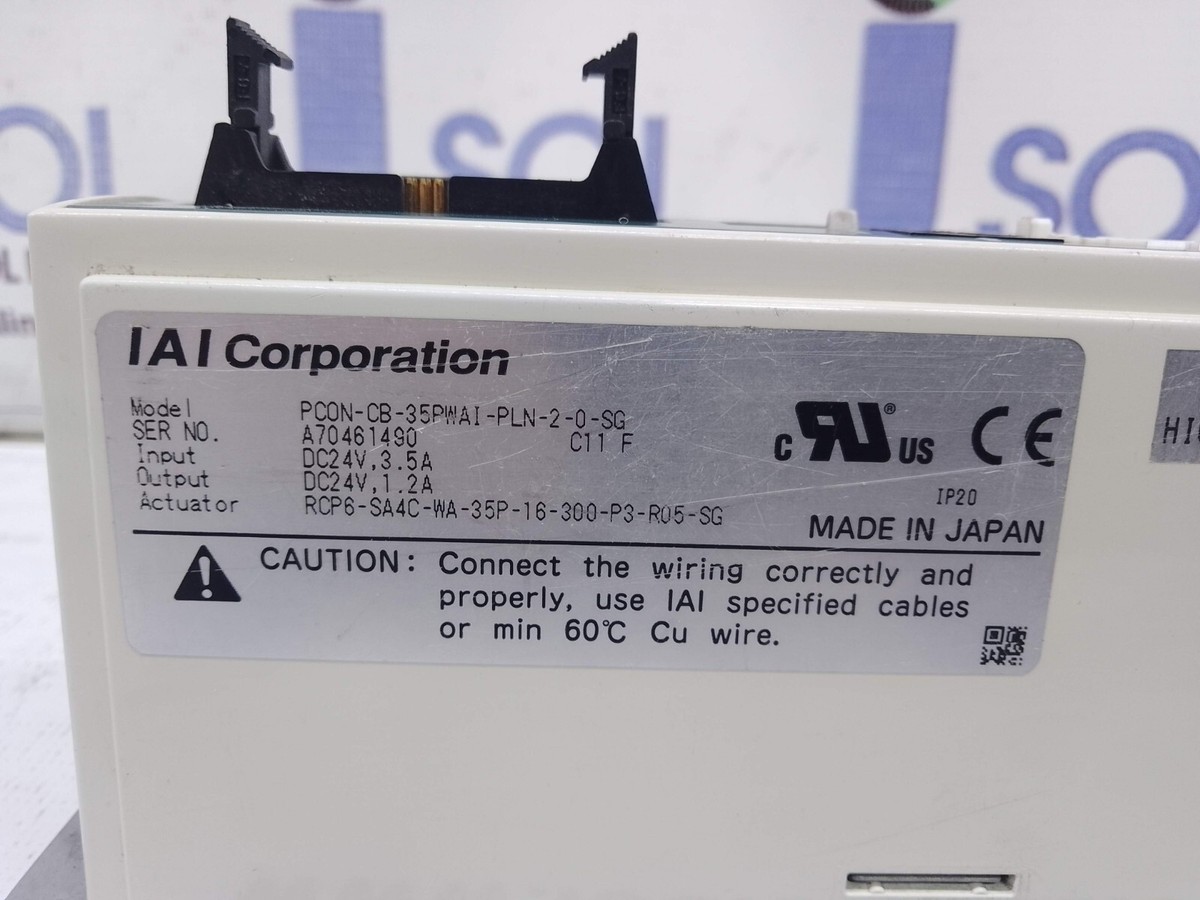 IAI Corporation
Model PCON-CB-35PWAI-PLN-2-0-SG
SER NO. A70461490 C11 F
Input DC24V,3.5A
Output DC24V,1.2A
Actuator RCP6-SA4C-WA-35P-16-300-P3-R05-SG
C RU ® US CE
IP20
MADE IN JAPAN
CAUTION: Connect the wiring correctly and
properly, use IAI specified cables
or min 60℃ Cu wire.